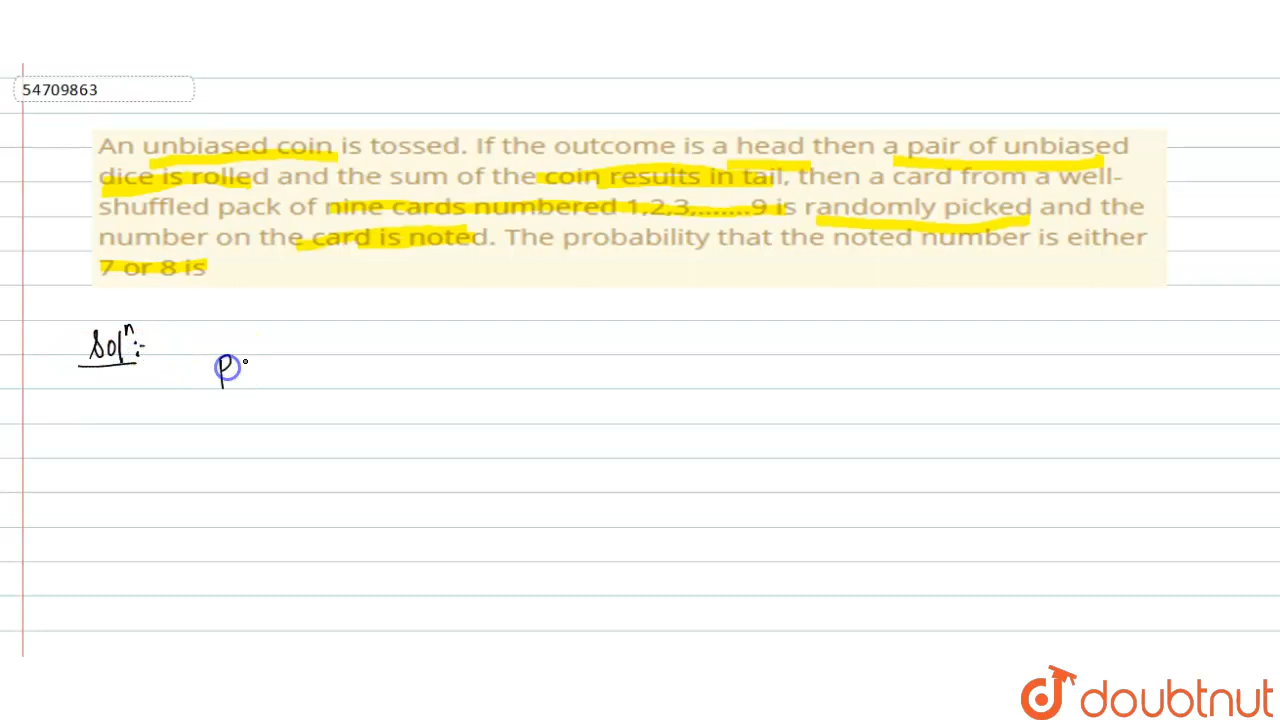 54709863
An unbiased coin is tossed. If the outcome is a head then a pair of unbiased
dice is rolled and the sum of the coin results in tail, then a card from a well-
shuffled pack of nine cards numbered 1,2,3,........9 is randomly picked and the
number on the card is noted. The probability that the noted number is either
7 or 8 is
Solⁿ:-
P
doubtnut